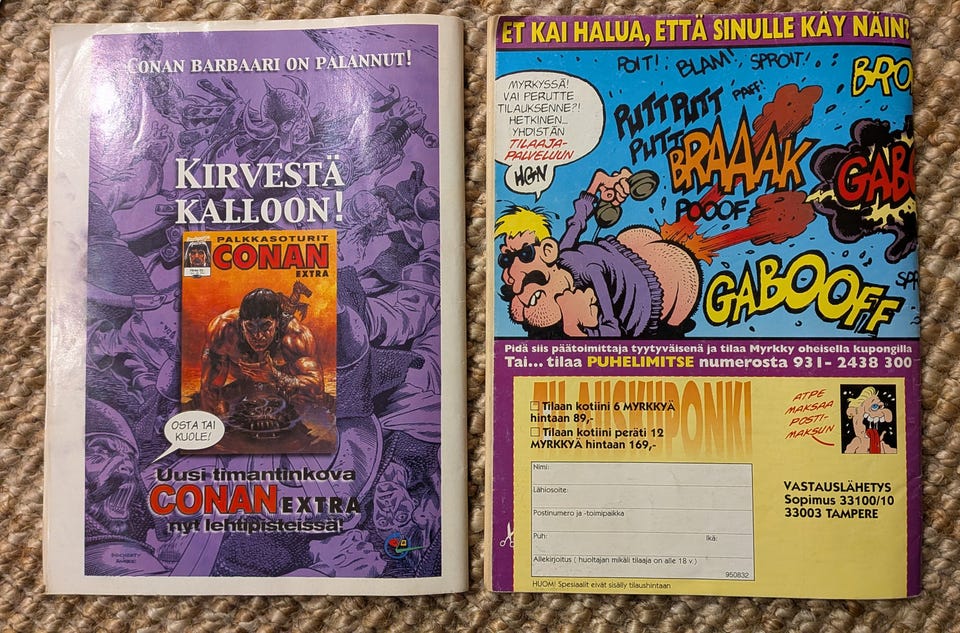 CONAN BARBAARI ON PALANNUT!
KIRVESTÄ
KALLOON!
PALKKASOTURIT
CONAN
EXTRA
OSTA TAI
KUOLE!
Uusi timantinkova
CONAN EXTRA
nyt lehtipisteissä!
ET KAI HALUA, ETTÄ SINULLE KÄY NÄIN?
POIT! BLAM! SPROIT!
BRO
MYRKYSSÄ!
VAI PERUTTE
TILAUKSENNE?!
HETKINEN...
YHDISTÄN
TILAAJA-
PALVELUUN
HGN
PUTT PUTT
PUTT
PAFF!
BRAAAK
POOOF
GABO
GABOOFF
SPR
Pidä siis päätoimittaja tyytyväisenä ja tilaa Myrkky oheisella kupongilla
Tai... tilaa PUHELIMITSE numerosta 931- 2438 300
TILAUSKUPONKI
Tilaan kotiini 6 MYRKKYÄ
hintaan 89,-
Tilaan kotiini peräti 12
MYRKKYÄ hintaan 169,-
ATPE
MAKSAA
POSTI-
MAKSUN
Nimi:
Lähiosoite:
Postinumero ja -toimipaikka
Puh: Ikä:
Allekirjoitus ( huoltajan mikäli tilaaja on alle 18 v.)
950832
VASTAUSLÄHETYS
Sopimus 33100/10
33003 TAMPERE
HUOM! Spesiaalit eivät sisälly tilaushintaan